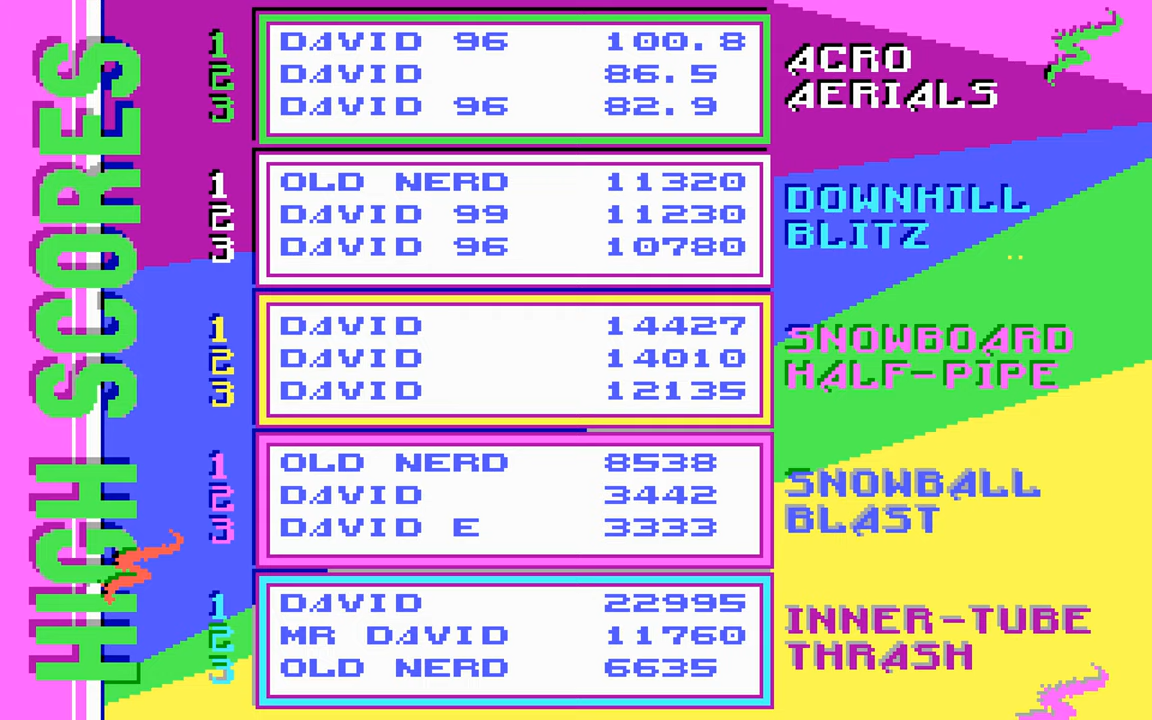 HIGH SCORES
1 DAVID 96 100.8
2 DAVID 86.5
3 DAVID 96 82.9
ACRO
AERIALS
1 OLD NERD 11320
2 DAVID 99 11230
3 DAVID 96 10780
DOWNHILL
BLITZ
1 DAVID 14427
2 DAVID 14010
3 DAVID 12135
SNOWBOARD
HALF-PIPE
1 OLD NERD 8538
2 DAVID 3442
3 DAVID E 3333
SNOWBALL
BLAST
1 DAVID 22995
2 MR DAVID 11760
3 OLD NERD 6635
INNER-TUBE
THRASH